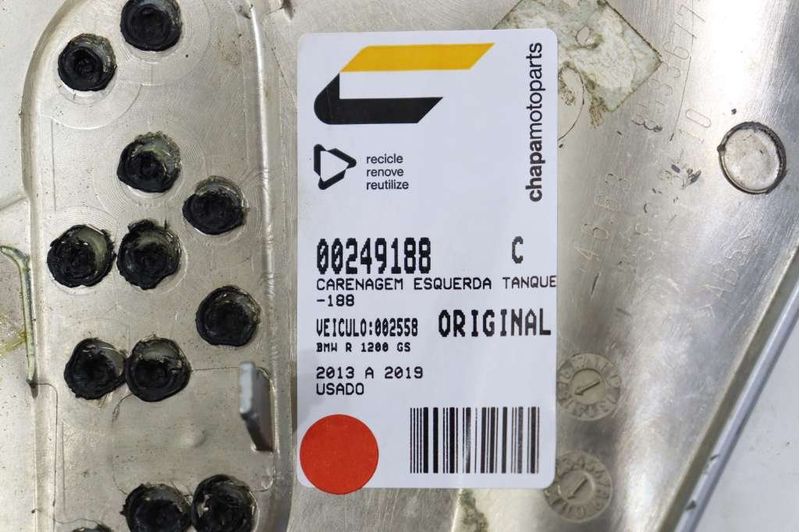 chapamotoparts
recicle
renove
reutilize
00249188 C
CARENAGEM ESQUERDA TANQUE
-188
VEICULO:002558 ORIGINAL
BMW R 1200 GS
2013 A 2019
USADO